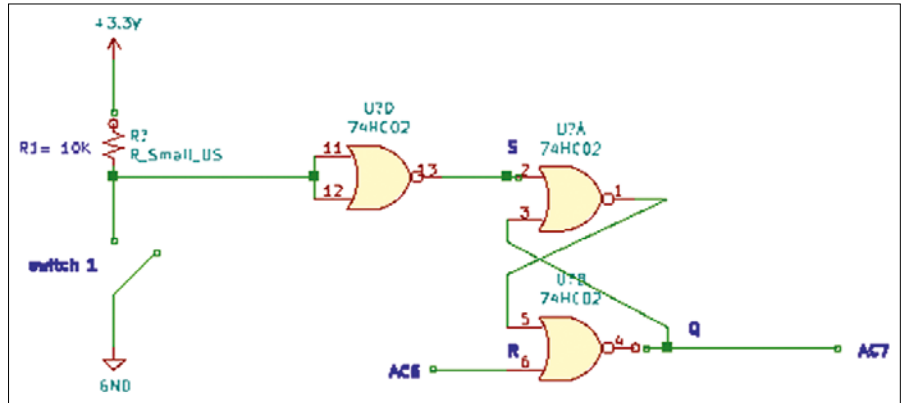 +3.3V
R1= 10K
R?
R_Small_US
switch 1
GND
U?D
74HC02
11
12
13
S
U?A
74HC02
2
3
1
U?B
74HC02
5
R
6
4
Q
AC6
AC7